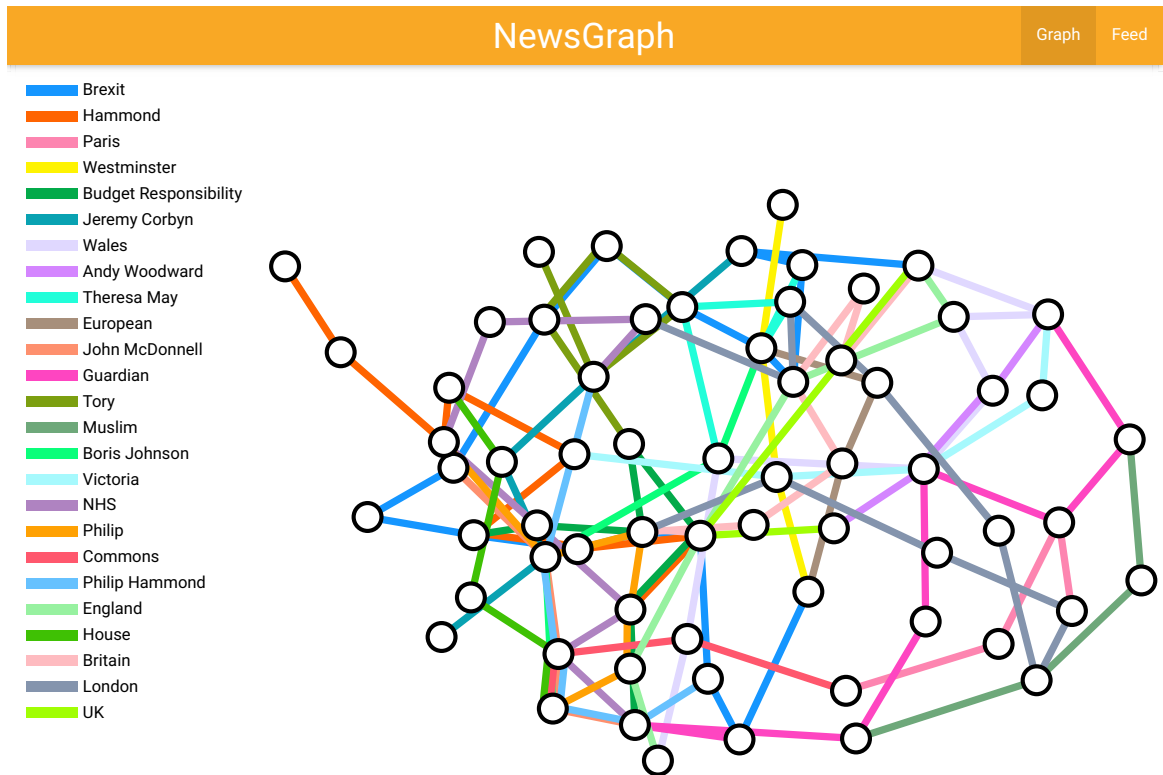 NewsGraph
Graph
Feed
Brexit
Hammond
Paris
Westminster
Budget Responsibility
Jeremy Corbyn
Wales
Andy Woodward
Theresa May
European
John McDonnell
Guardian
Tory
Muslim
Boris Johnson
Victoria
NHS
Philip
Commons
Philip Hammond
England
House
Britain
London
UK